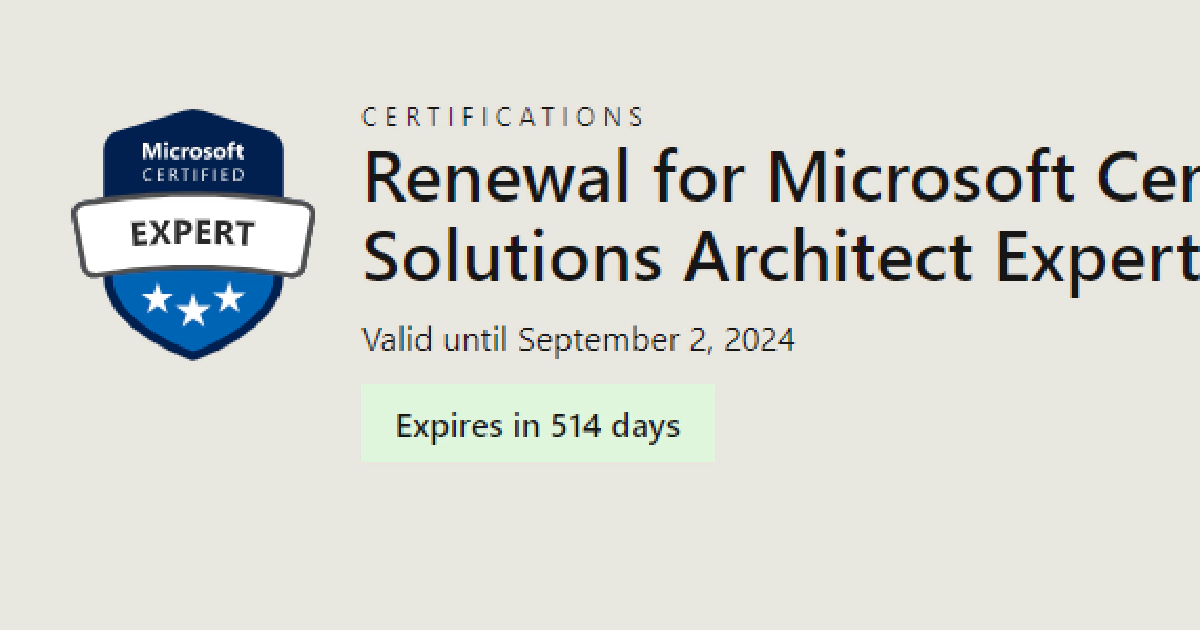 Microsoft
CERTIFIED
EXPERT
CERTIFICATIONS
Renewal for Microsoft Cer
Solutions Architect Expert
Valid until September 2, 2024
Expires in 514 days